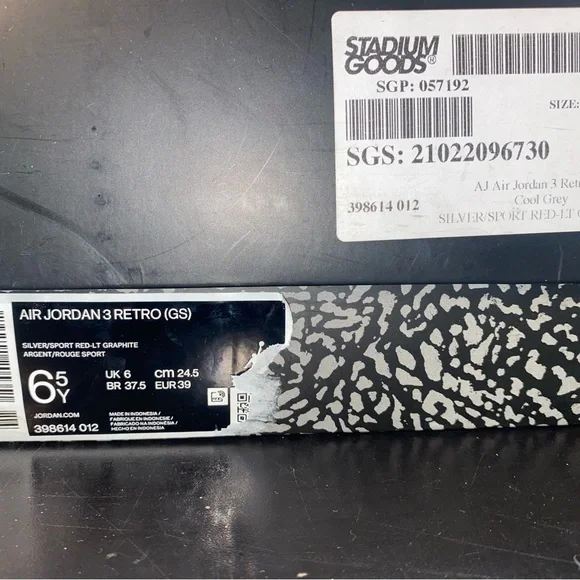 STADIUM
GOODS®
SGP: 057192
SIZE:
SGS: 21022096730
AJ Air Jordan 3 Retr
Cool Grey
398614 012
SILVER/SPORT RED-LT
AIR JORDAN 3 RETRO (GS)
SILVER/SPORT RED-LT GRAPHITE
ARGENT/ROUGE SPORT
6.5Y
UK 6
cm 24.5
BR 37.5
EUR 39
JORDAN.COM
398614 012
MADE IN INDONESIA /
FABRIQUE EN INDONESIE /
FABRICADO NA INDONESIA /
HECHO EN INDONESIA